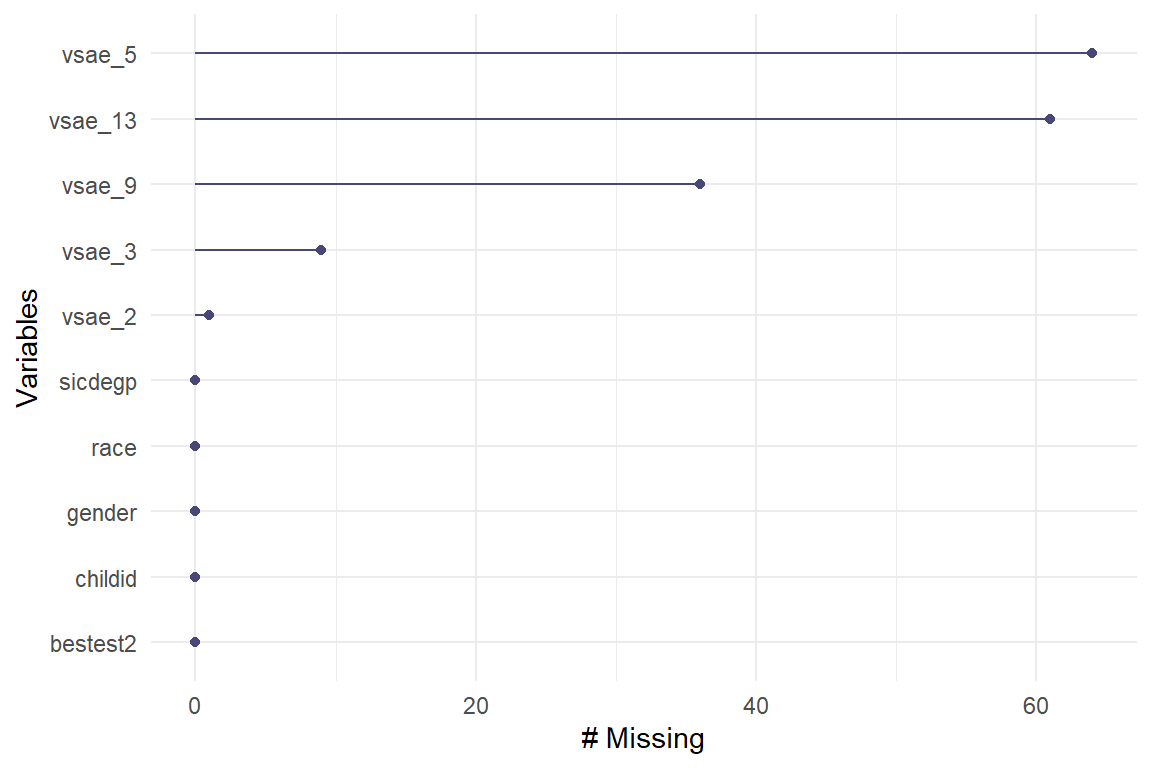 vsae_5
vsae_13
vsae_9
vsae_3
vsae_2
sicdegp
race
gender
childid
bestest2
Variables
0 20 40 60
# Missing